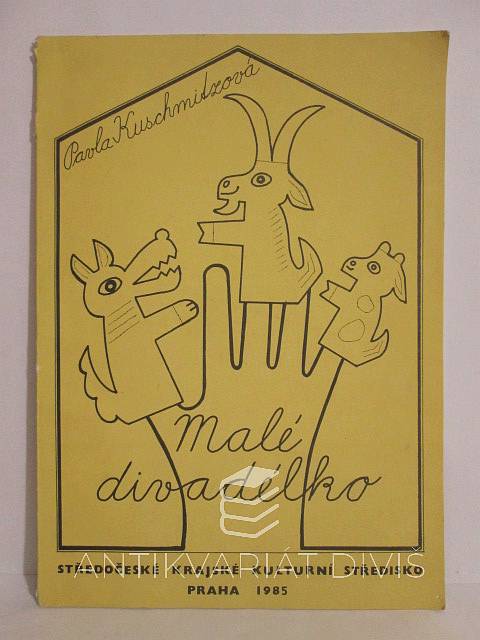 Pavla Kuschmitzová
Malé
divadélko
ANTIKVARIÁT DIVIŠ
STŘEDOČESKÉ KRAJSKÉ KULTURNÍ STŘEDISKO
PRAHA 1985